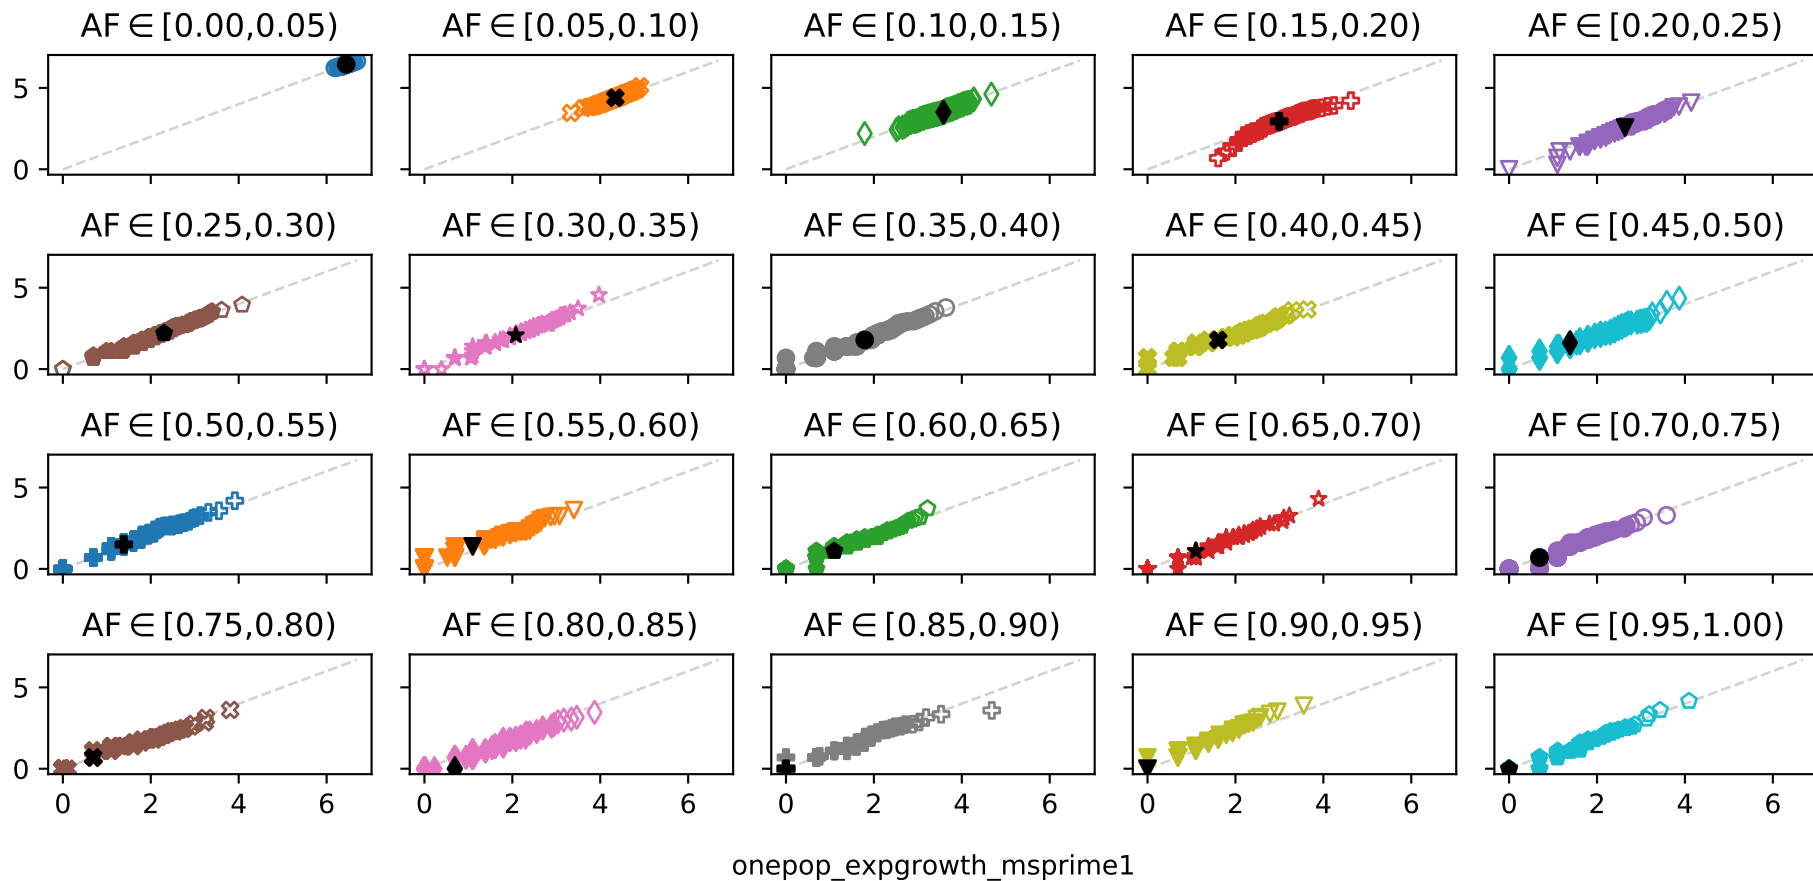 AF ∈ [0.00,0.05) AF ∈ [0.05,0.10) AF ∈ [0.10,0.15) AF ∈ [0.15,0.20) AF ∈ [0.20,0.25)
5
0
AF ∈ [0.25,0.30) AF ∈ [0.30,0.35) AF ∈ [0.35,0.40) AF ∈ [0.40,0.45) AF ∈ [0.45,0.50)
5
0
AF ∈ [0.50,0.55) AF ∈ [0.55,0.60) AF ∈ [0.60,0.65) AF ∈ [0.65,0.70) AF ∈ [0.70,0.75)
5
0
AF ∈ [0.75,0.80) AF ∈ [0.80,0.85) AF ∈ [0.85,0.90) AF ∈ [0.90,0.95) AF ∈ [0.95,1.00)
5
0
0 2 4 6 0 2 4 6 0 2 4 6 0 2 4 6 0 2 4 6
onepop_expgrowth_msprime1